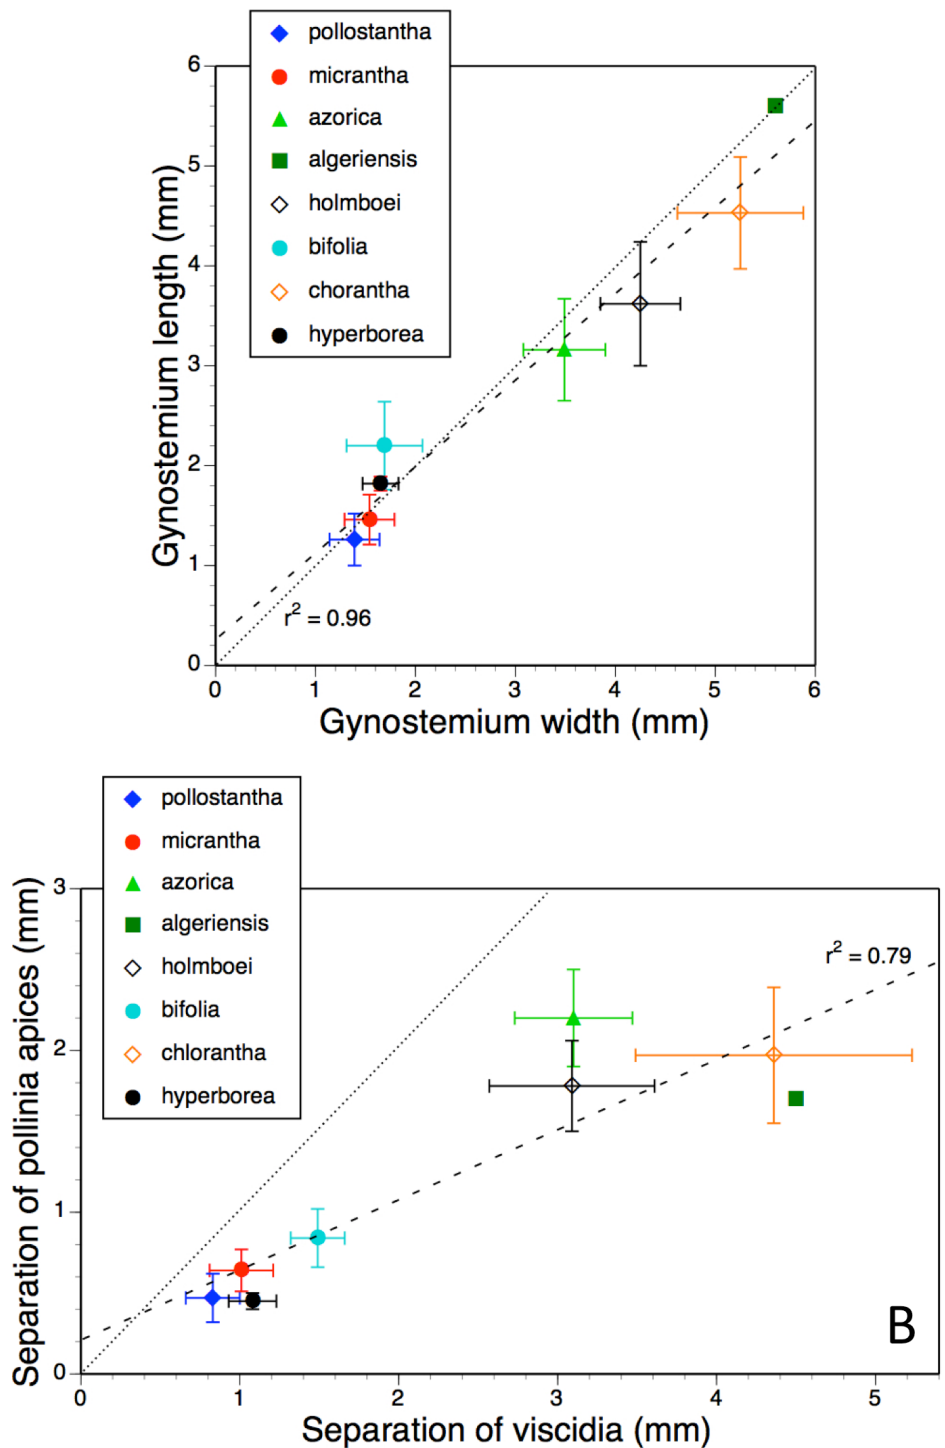 pollostantha
micrantha
azorica
algeriensis
holmboei
bifolia
chorantha
hyperborea
6
5
4
3
2
1
0
Gynostemium length (mm)
r2 = 0.96
0 1 2 3 4 5 6
Gynostemium width (mm)
pollostantha
micrantha
azorica
algeriensis
holmboei
bifolia
chlorantha
hyperborea
3
2
1
0
Separation of pollinia apices (mm)
r2 = 0.79
B
0 1 2 3 4 5
Separation of viscidia (mm)